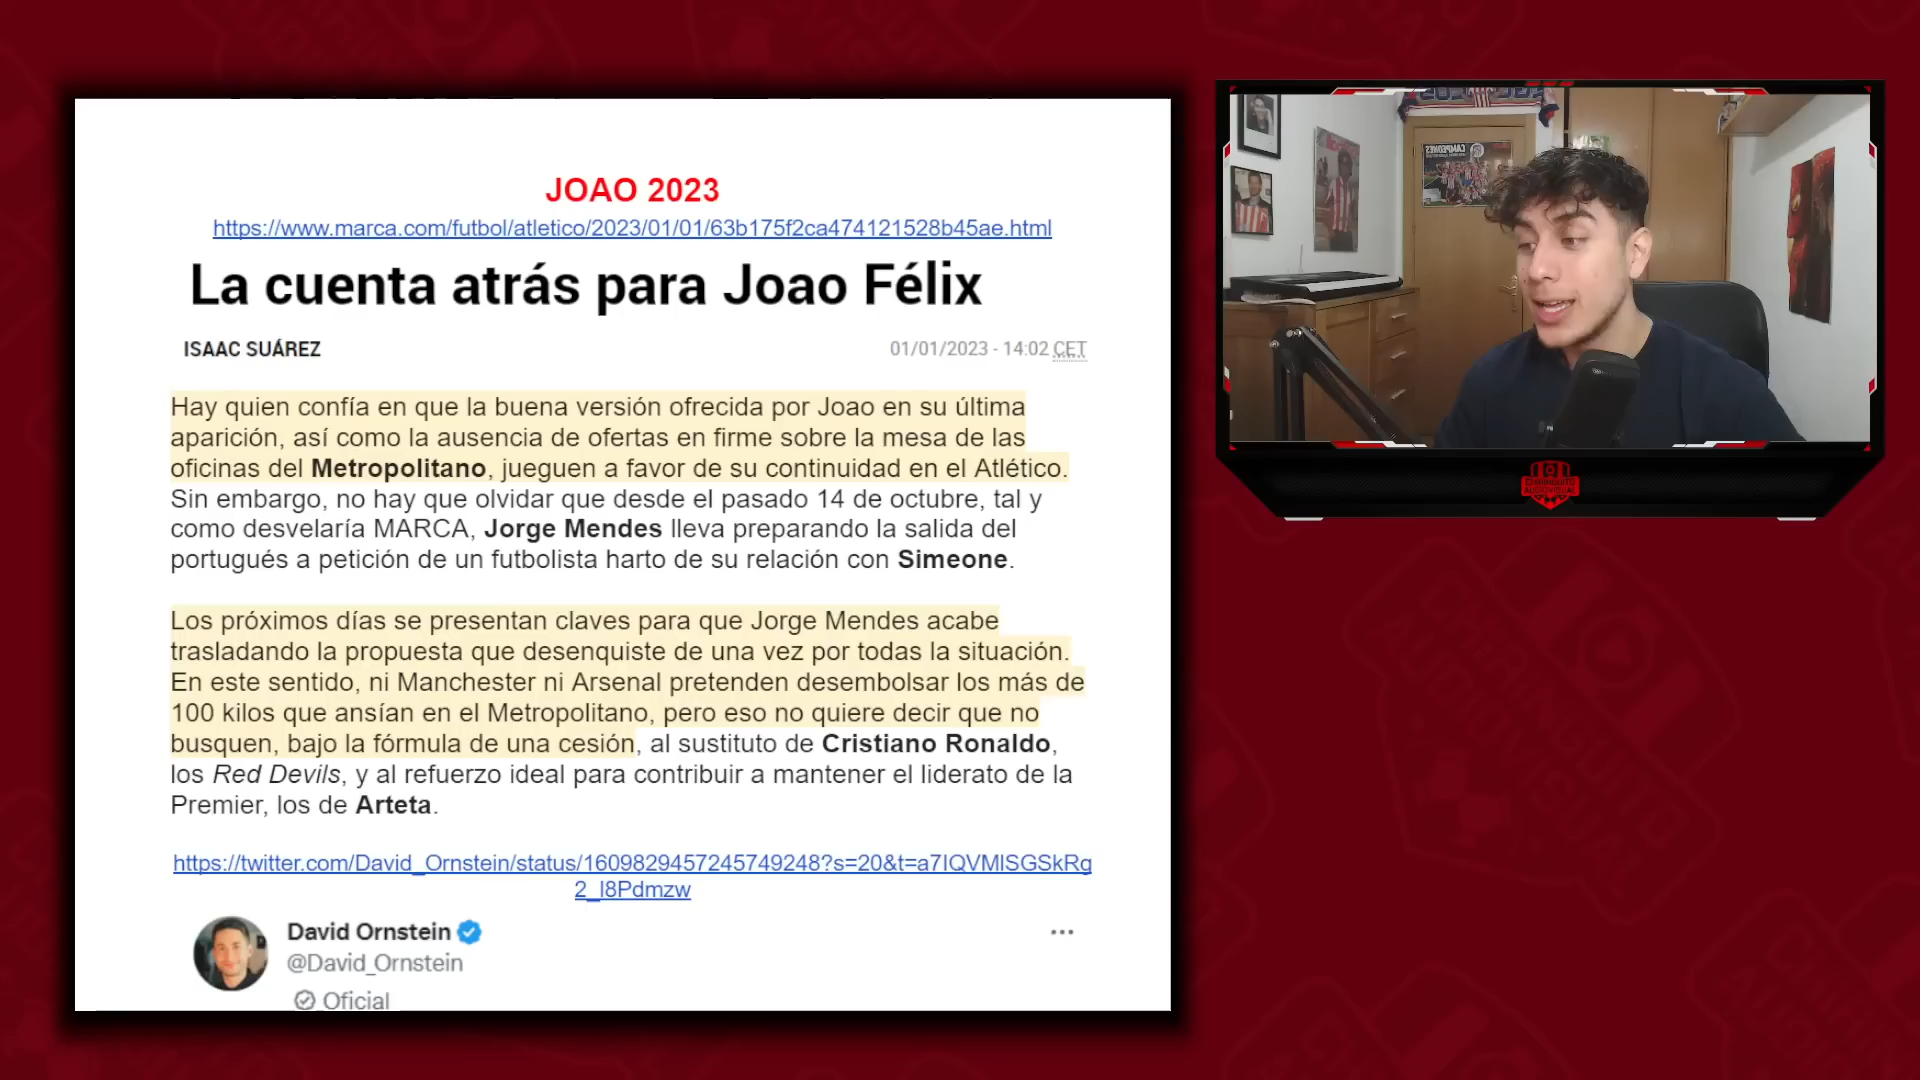 JOAO 2023
https://www.marca.com/futbol/atletico/2023/01/01/63b175f2ca474121528b45ae.html
La cuenta atrás para Joao Félix
ISAAC SUÁREZ
01/01/2023 - 14:02 CET
Hay quien confía en que la buena versión ofrecida por Joao en su última
aparición, así como la ausencia de ofertas en firme sobre la mesa de las
oficinas del Metropolitano, jueguen a favor de su continuidad en el Atlético.
Sin embargo, no hay que olvidar que desde el pasado 14 de octubre, tal y
como desvelaría MARCA, Jorge Mendes lleva preparando la salida del
portugués a petición de un futbolista harto de su relación con Simeone.
Los próximos días se presentan claves para que Jorge Mendes acabe
trasladando la propuesta que desenquiste de una vez por todas la situación.
En este sentido, ni Manchester ni Arsenal pretenden desembolsar los más de
100 kilos que ansían en el Metropolitano, pero eso no quiere decir que no
busquen, bajo la fórmula de una cesión, al sustituto de Cristiano Ronaldo,
los Red Devils, y al refuerzo ideal para contribuir a mantener el liderato de la
Premier, los de Arteta.
https://twitter.com/David_Ornstein/status/1609829457245749248?s=20&t=a7IQVMlSGSkRg
2_l8Pdmzw
David Ornstein
@David_Ornstein
Oficial
CAMPEONES
CHIRINGUITO
AUDIOVISUAL